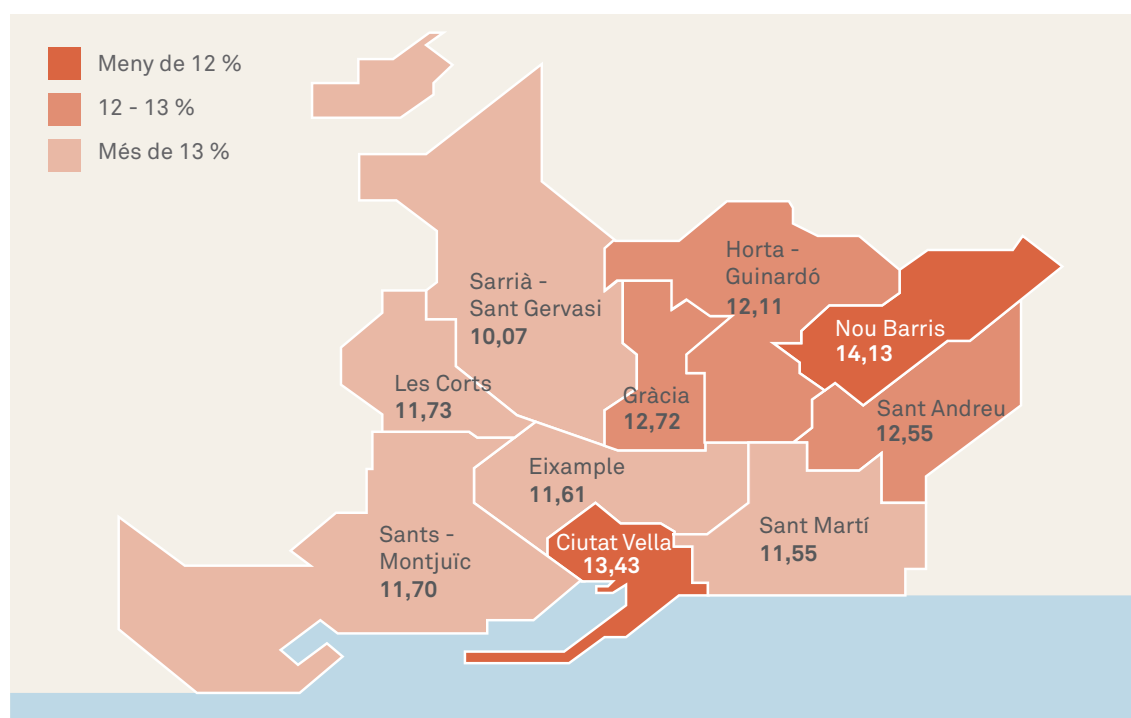 Meny de 12 %
12 - 13 %
Més de 13 %
Sarrià -
Sant Gervasi
10,07
Horta -
Guinardó
12,11
Nou Barris
14,13
Les Corts
11,73
Gràcia
12,72
Sant Andreu
12,55
Eixample
11,61
Sants -
Montjuïc
11,70
Ciutat Vella
13,43
Sant Martí
11,55